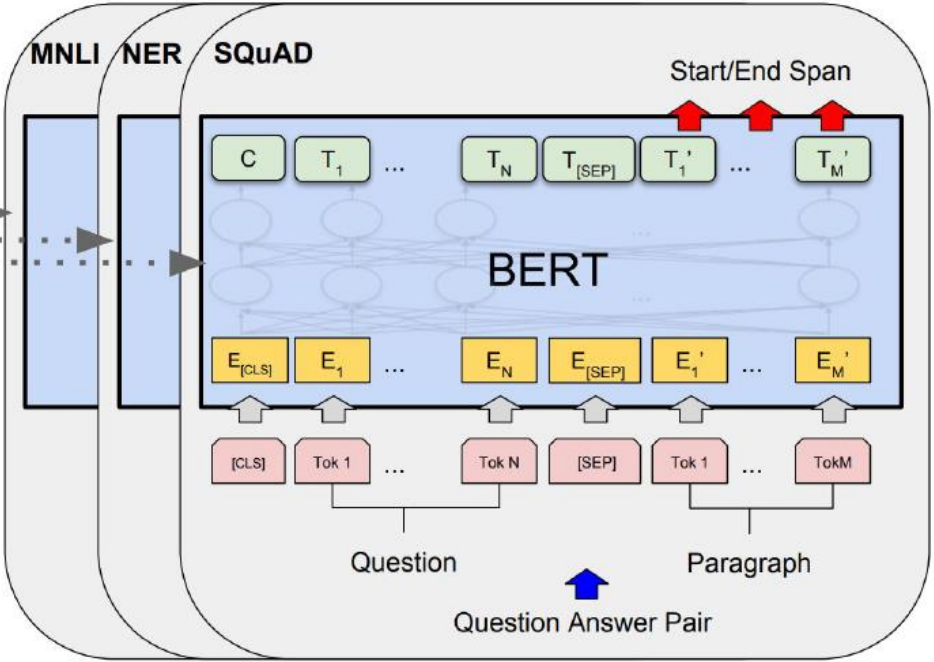 MNLI NER SQuAD
Start/End Span
C T1 ... TN T[SEP] T1' ... TM'
...
BERT
...
E[CLS] E1 ... EN E[SEP] E1' ... EM'
[CLS] Tok 1 ... Tok N [SEP] Tok 1 ... TokM
Question Paragraph
Question Answer Pair